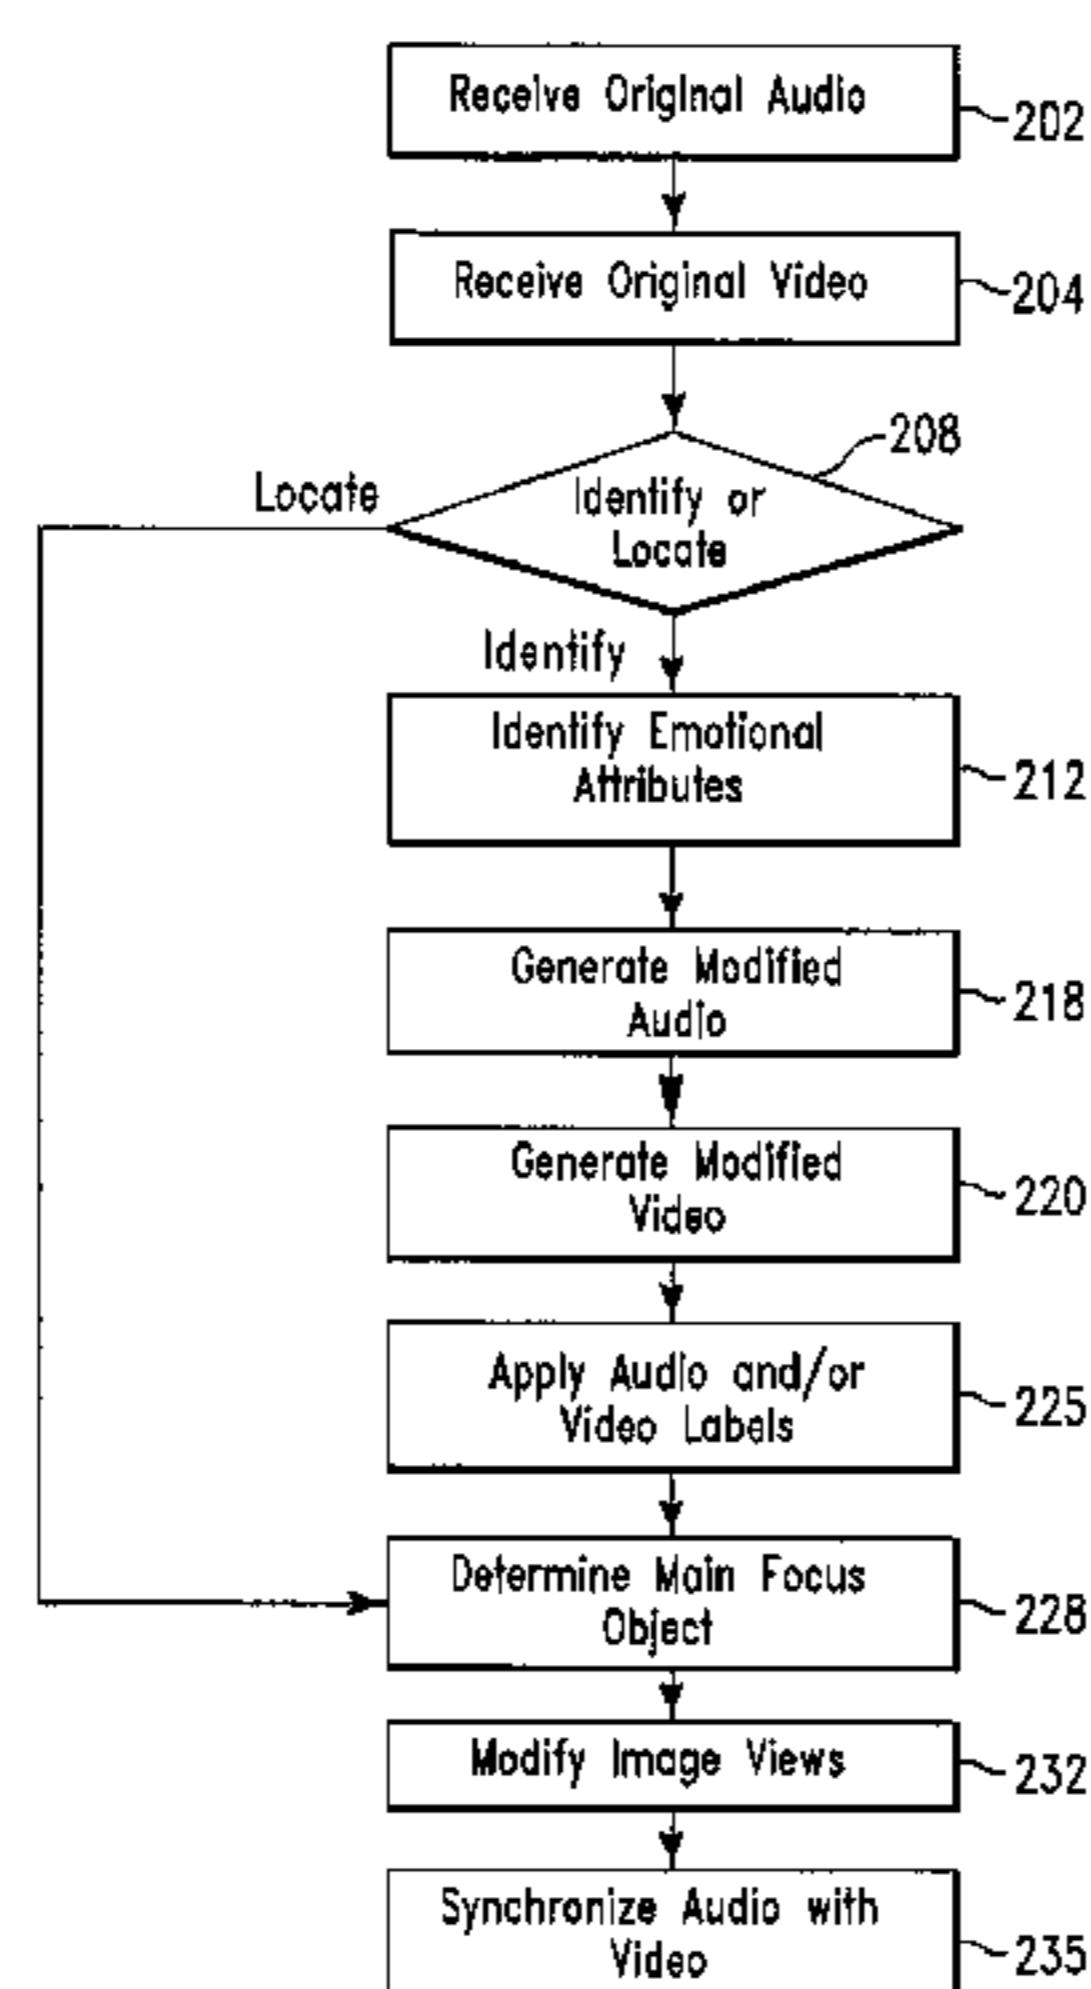 Receive Original Audio
202
Receive Original Video
204
208
Locate
Identify or
Locate
Identify
Identify Emotional
Attributes
212
Generate Modified
Audio
218
Generate Modified
Video
220
Apply Audio and/or
Video Labels
225
Determine Main Focus
Object
228
Modify Image Views
232
Synchronize Audio with
Video
235